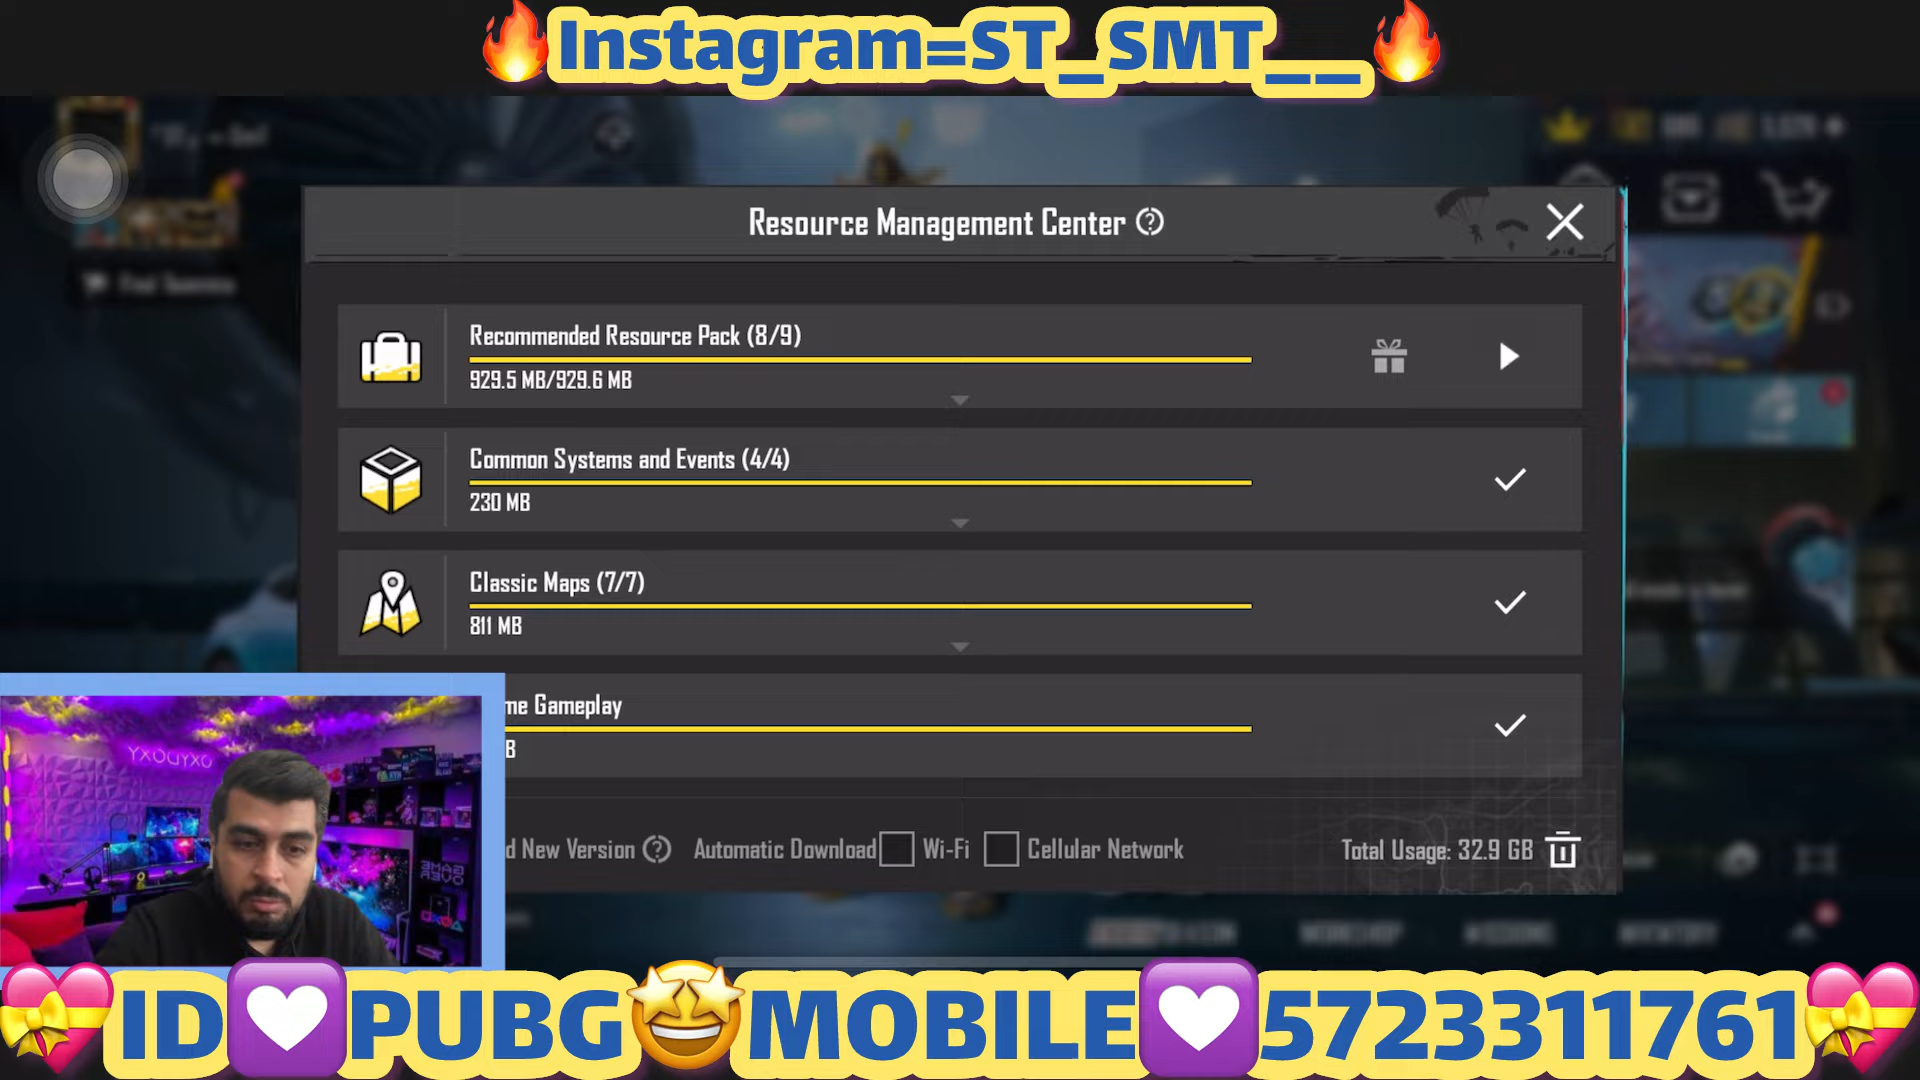 Instagram=ST_SMT__
Resource Management Center
Recommended Resource Pack (8/9)
929.5 MB/929.6 MB
Common Systems and Events (4/4)
230 MB
Classic Maps (7/7)
811 MB
me Gameplay
B
d New Version
Automatic Download Wi-Fi Cellular Network
Total Usage: 32.9 GB
GAME
OVER
ID PUBG MOBILE 5723311761